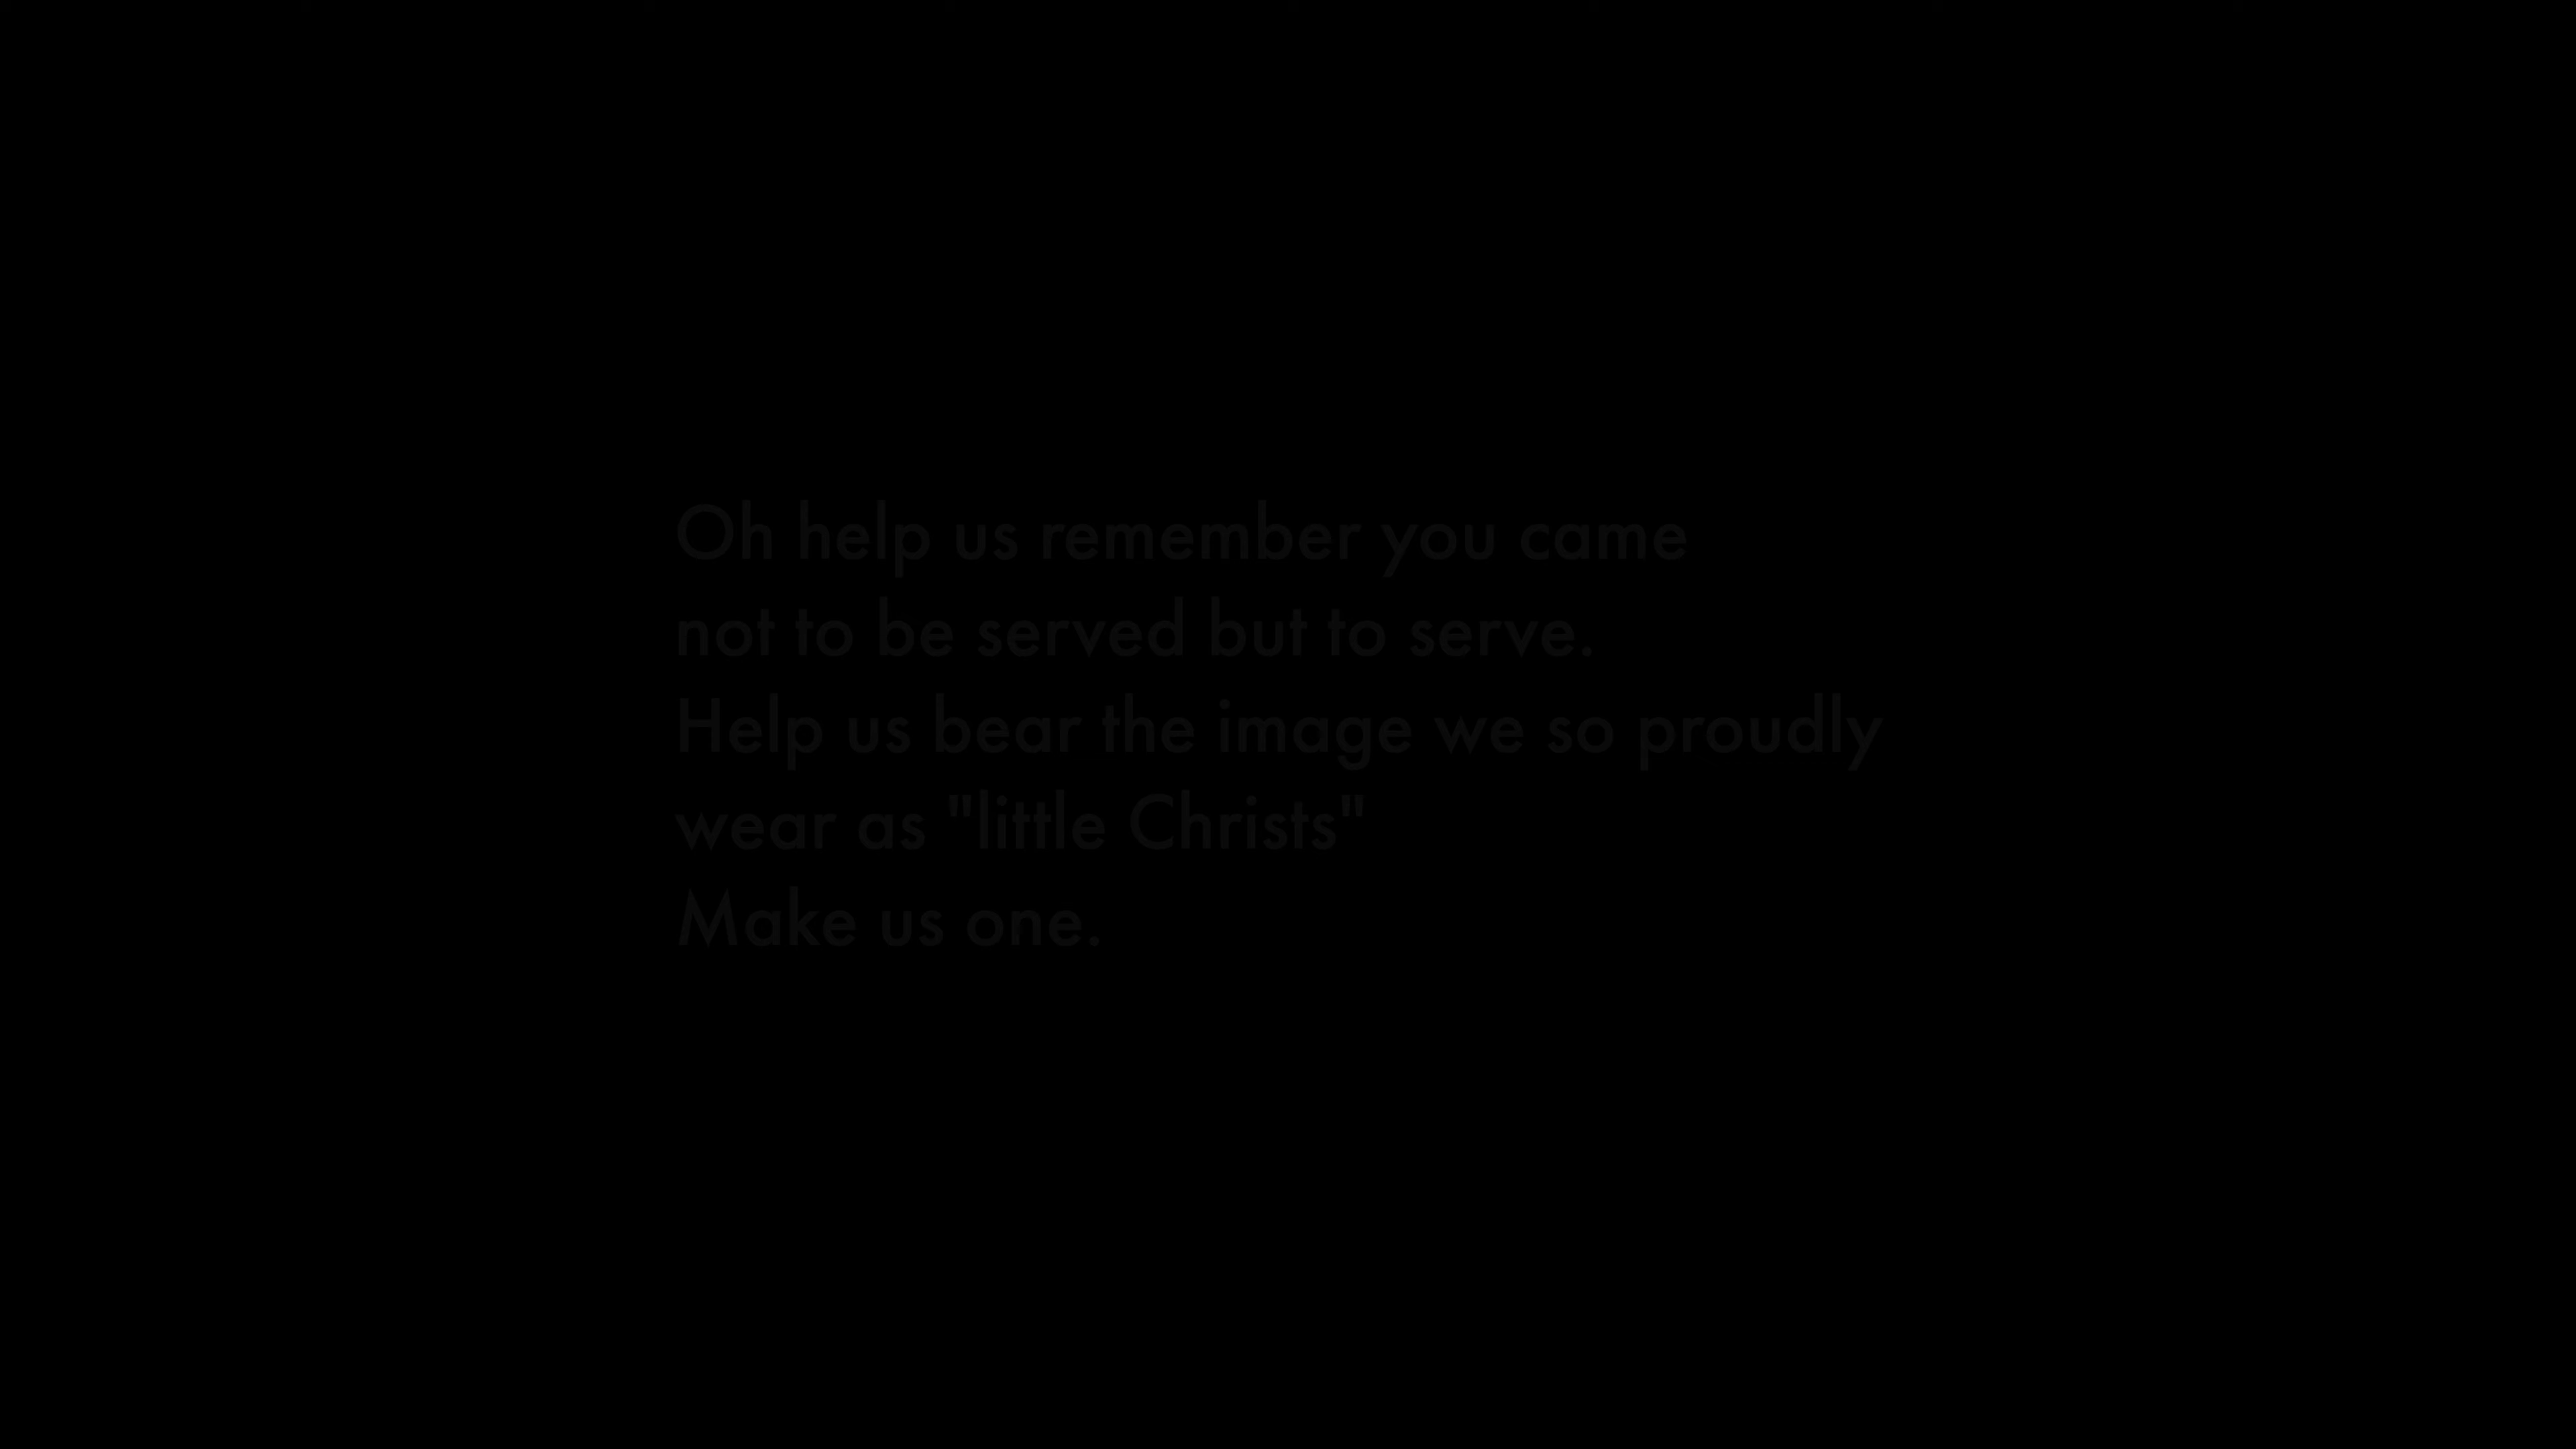 Oh help us remember you came
not to be served but to serve.
Help us bear the image we so proudly
wear as "little Christs"
Make us one.